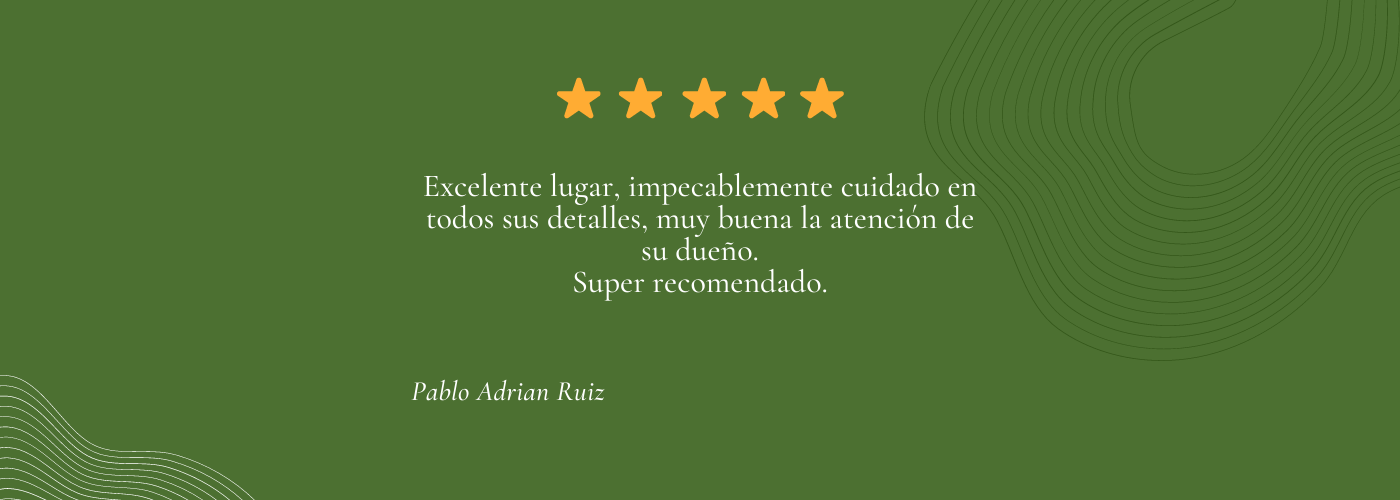 Excelente lugar, impecablemente cuidado en
todos sus detalles, muy buena la atención de
su dueño.
Super recomendado.
Pablo Adrian Ruiz